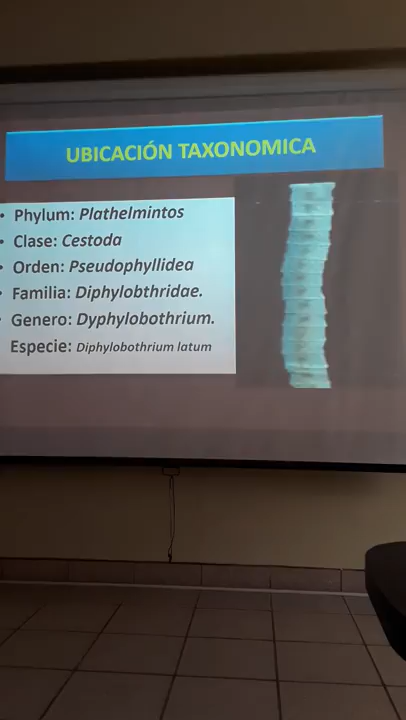 UBICACIÓN TAXONOMICA
• Phylum: Plathelmintos
• Clase: Cestoda
• Orden: Pseudophyllidea
• Familia: Diphylobthridae.
• Genero: Dyphylobothrium.
Especie: Diphylobothrium latum